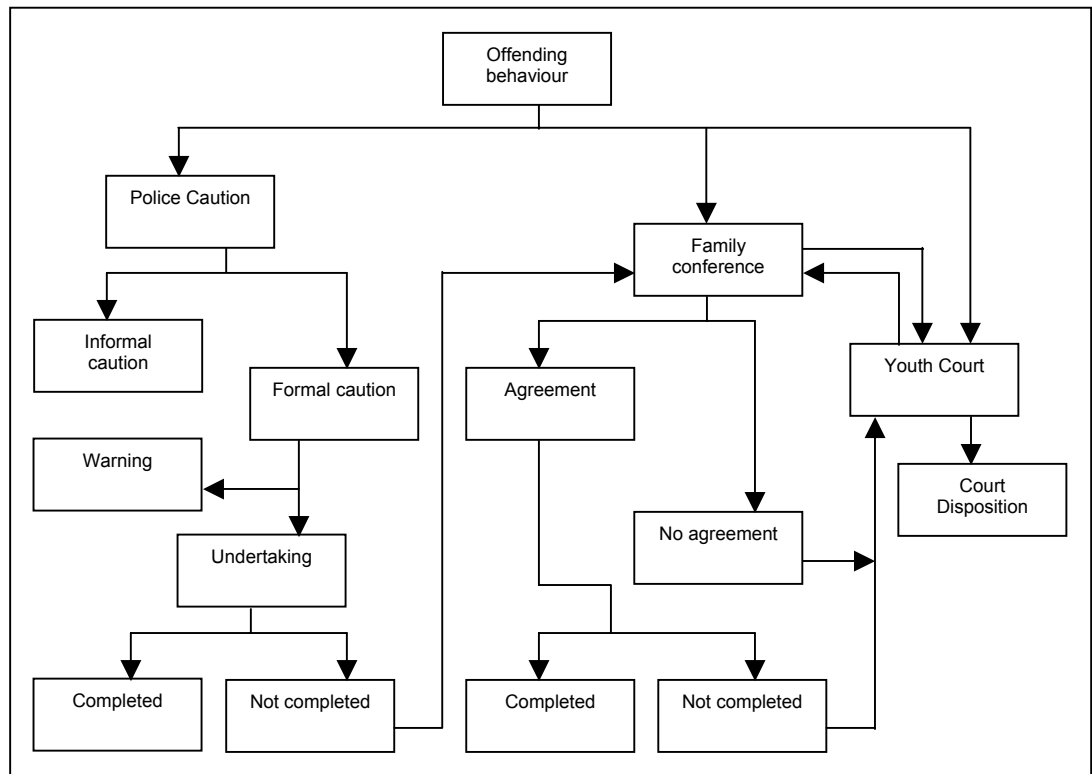 Offending
behaviour
Police Caution
Family
conference
Informal
caution
Youth Court
Formal caution
Agreement
Warning
Court
Disposition
No agreement
Undertaking
Completed
Not completed
Completed
Not completed